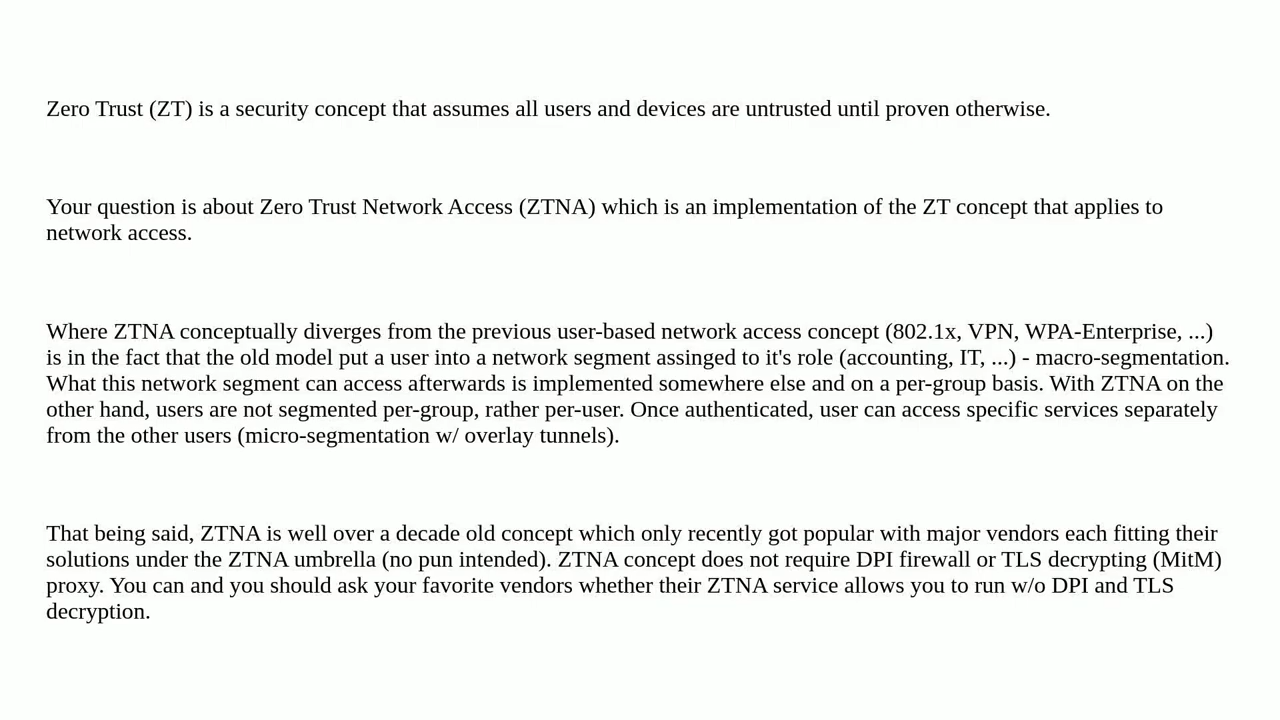 Zero Trust (ZT) is a security concept that assumes all users and devices are untrusted until proven otherwise.
Your question is about Zero Trust Network Access (ZTNA) which is an implementation of the ZT concept that applies to
network access.
Where ZTNA conceptually diverges from the previous user-based network access concept (802.1x, VPN, WPA-Enterprise, ...)
is in the fact that the old model put a user into a network segment assinged to it's role (accounting, IT, ...) - macro-segmentation.
What this network segment can access afterwards is implemented somewhere else and on a per-group basis. With ZTNA on the
other hand, users are not segmented per-group, rather per-user. Once authenticated, user can access specific services separately
from the other users (micro-segmentation w/ overlay tunnels).
That being said, ZTNA is well over a decade old concept which only recently got popular with major vendors each fitting their
solutions under the ZTNA umbrella (no pun intended). ZTNA concept does not require DPI firewall or TLS decrypting (MitM)
proxy. You can and you should ask your favorite vendors whether their ZTNA service allows you to run w/o DPI and TLS
decryption.